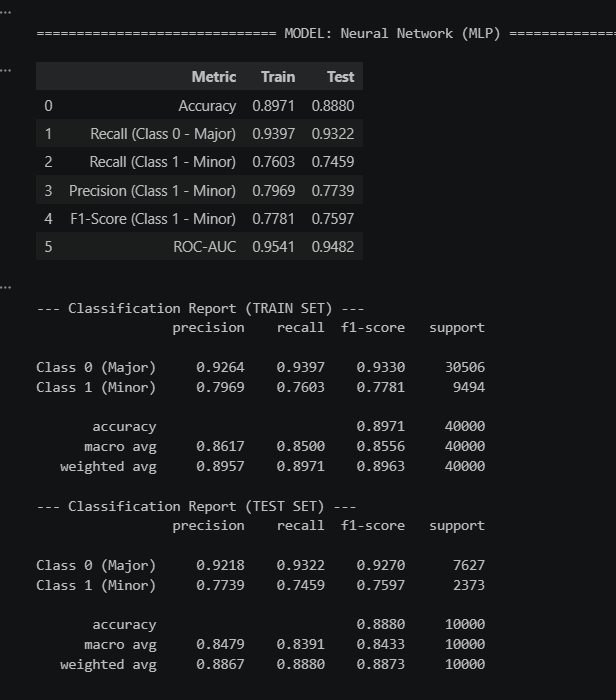 ============================== MODEL: Neural Network (MLP) =============
Metric Train Test
0 Accuracy 0.8971 0.8880
1 Recall (Class 0 - Major) 0.9397 0.9322
2 Recall (Class 1 - Minor) 0.7603 0.7459
3 Precision (Class 1 - Minor) 0.7969 0.7739
4 F1-Score (Class 1 - Minor) 0.7781 0.7597
5 ROC-AUC 0.9541 0.9482
--- Classification Report (TRAIN SET) ---
precision recall f1-score support
Class 0 (Major) 0.9264 0.9397 0.9330 30506
Class 1 (Minor) 0.7969 0.7603 0.7781 9494
accuracy 0.8971 40000
macro avg 0.8617 0.8500 0.8556 40000
weighted avg 0.8957 0.8971 0.8963 40000
--- Classification Report (TEST SET) ---
precision recall f1-score support
Class 0 (Major) 0.9218 0.9322 0.9270 7627
Class 1 (Minor) 0.7739 0.7459 0.7597 2373
accuracy 0.8880 10000
macro avg 0.8479 0.8391 0.8433 10000
weighted avg 0.8867 0.8880 0.8873 10000